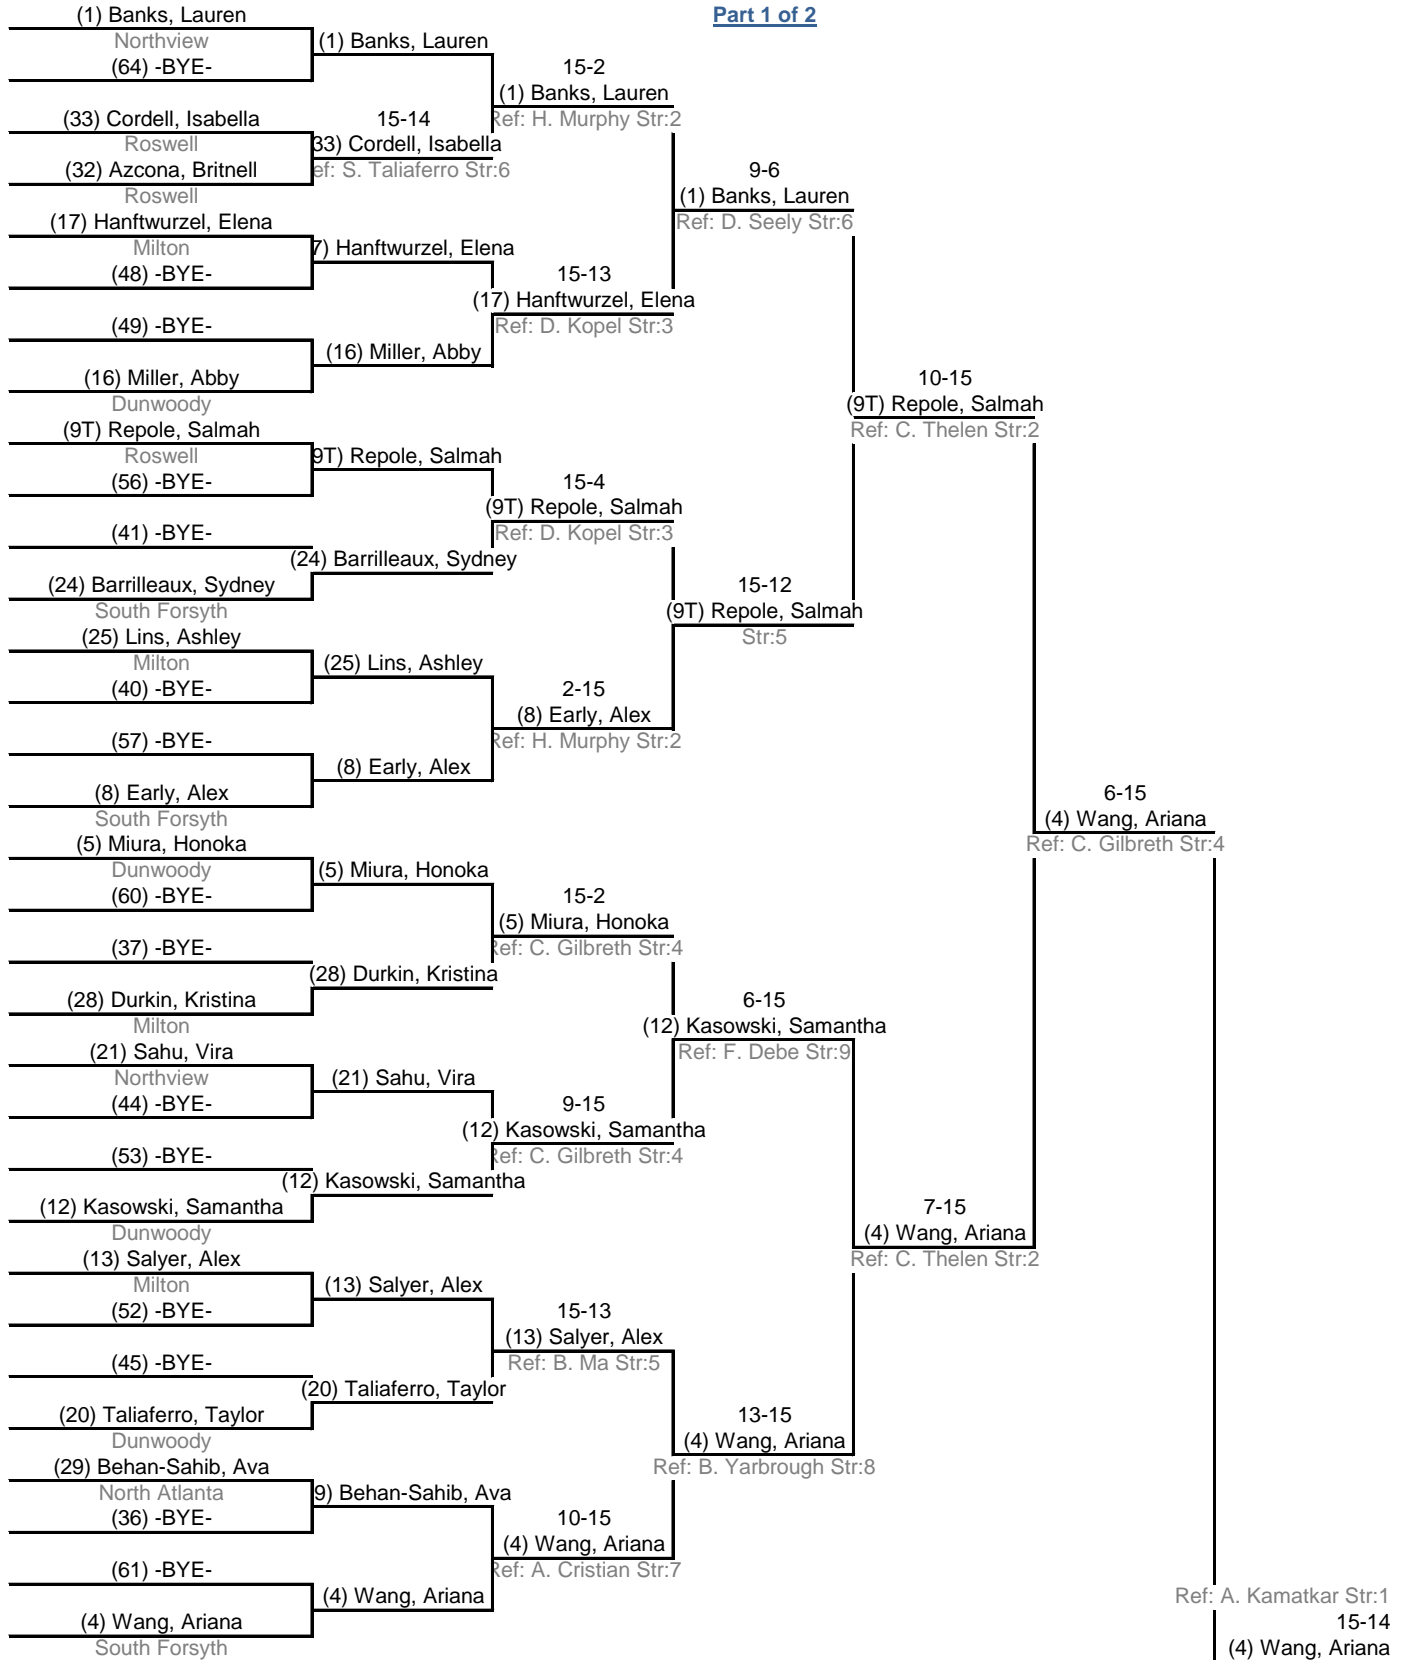 Part 1 of 2
(1) Banks, Lauren
Northview
(64) -BYE-
(33) Cordell, Isabella
Roswell
(32) Azcona, Britnell
Roswell
(17) Hanftwurzel, Elena
Milton
(48) -BYE-
(49) -BYE-
(16) Miller, Abby
Dunwoody
(9T) Repole, Salmah
Roswell
(56) -BYE-
(41) -BYE-
(24) Barrilleaux, Sydney
South Forsyth
(25) Lins, Ashley
Milton
(40) -BYE-
(57) -BYE-
(8) Early, Alex
South Forsyth
(5) Miura, Honoka
Dunwoody
(60) -BYE-
(37) -BYE-
(28) Durkin, Kristina
Milton
(21) Sahu, Vira
Northview
(44) -BYE-
(53) -BYE-
(12) Kasowski, Samantha
Dunwoody
(13) Salyer, Alex
Milton
(52) -BYE-
(45) -BYE-
(20) Taliaferro, Taylor
Dunwoody
(29) Behan-Sahib, Ava
North Atlanta
(36) -BYE-
(61) -BYE-
(4) Wang, Ariana
South Forsyth
(1) Banks, Lauren
15-14
33) Cordell, Isabella
ef: S. Taliaferro Str:6
7) Hanftwurzel, Elena
(16) Miller, Abby
9T) Repole, Salmah
(24) Barrilleaux, Sydney
(25) Lins, Ashley
(8) Early, Alex
(5) Miura, Honoka
(28) Durkin, Kristina
(21) Sahu, Vira
(12) Kasowski, Samantha
(13) Salyer, Alex
(20) Taliaferro, Taylor
9) Behan-Sahib, Ava
(4) Wang, Ariana
15-2
(1) Banks, Lauren
Ref: H. Murphy Str:2
15-13
(17) Hanftwurzel, Elena
Ref: D. Kopel Str:3
15-4
(9T) Repole, Salmah
Ref: D. Kopel Str:3
2-15
(8) Early, Alex
Ref: H. Murphy Str:2
15-2
(5) Miura, Honoka
Ref: C. Gilbreth Str:4
9-15
(12) Kasowski, Samantha
Ref: C. Gilbreth Str:4
15-13
(13) Salyer, Alex
Ref: B. Ma Str:5
10-15
(4) Wang, Ariana
Ref: A. Cristian Str:7
9-6
(1) Banks, Lauren
Ref: D. Seely Str:6
15-12
(9T) Repole, Salmah
Str:5
6-15
(12) Kasowski, Samantha
Ref: F. Debe Str:9
13-15
(4) Wang, Ariana
Ref: B. Yarbrough Str:8
10-15
(9T) Repole, Salmah
Ref: C. Thelen Str:2
7-15
(4) Wang, Ariana
Ref: C. Thelen Str:2
6-15
(4) Wang, Ariana
Ref: C. Gilbreth Str:4
Ref: A. Kamatkar Str:1
15-14
(4) Wang, Ariana